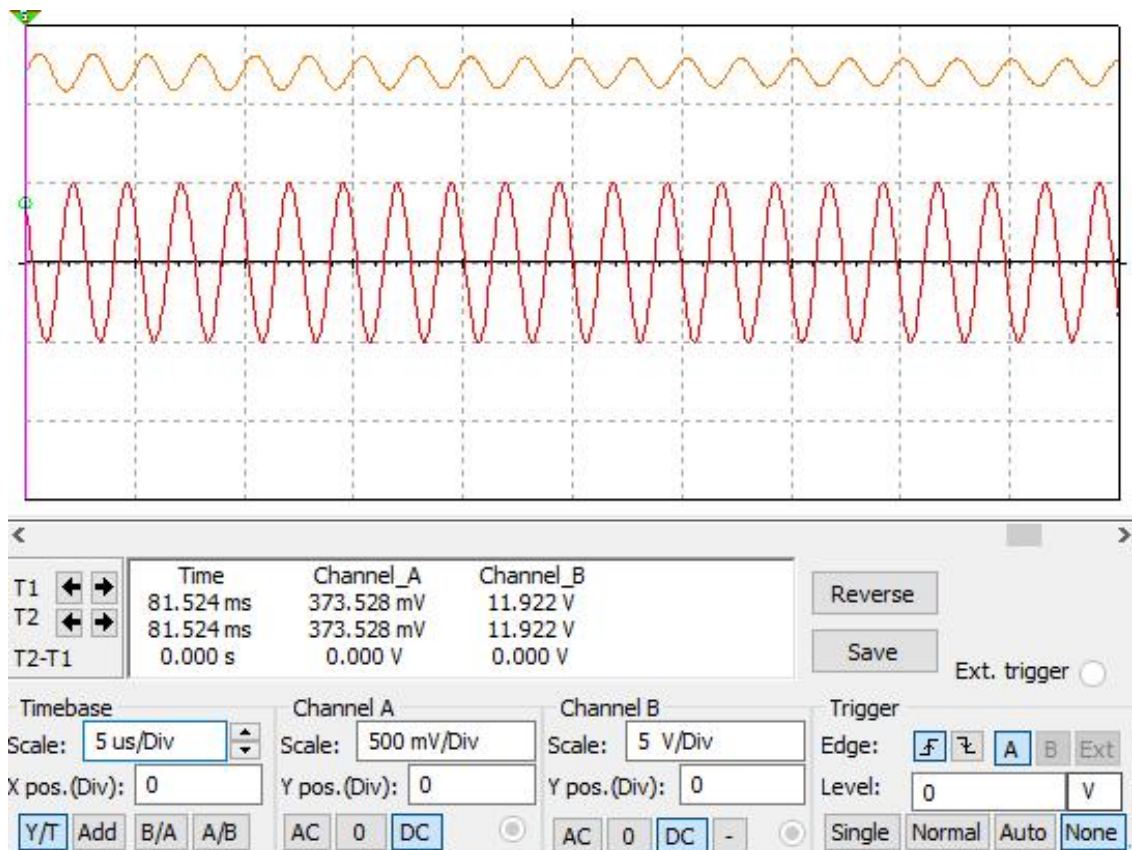 Time Channel_A Channel_B
T1 81.524 ms 373.528 mV 11.922 V
T2 81.524 ms 373.528 mV 11.922 V
T2-T1 0.000 s 0.000 V 0.000 V
Reverse
Save
Ext. trigger
Timebase Channel A Channel B Trigger
Scale: 5 us/Div Scale: 500 mV/Div Scale: 5 V/Div Edge: A B Ext
X pos.(Div): 0 Y pos.(Div): 0 Y pos.(Div): 0 Level: 0 V
Y/T Add B/A A/B AC 0 DC AC 0 DC - Single Normal Auto None